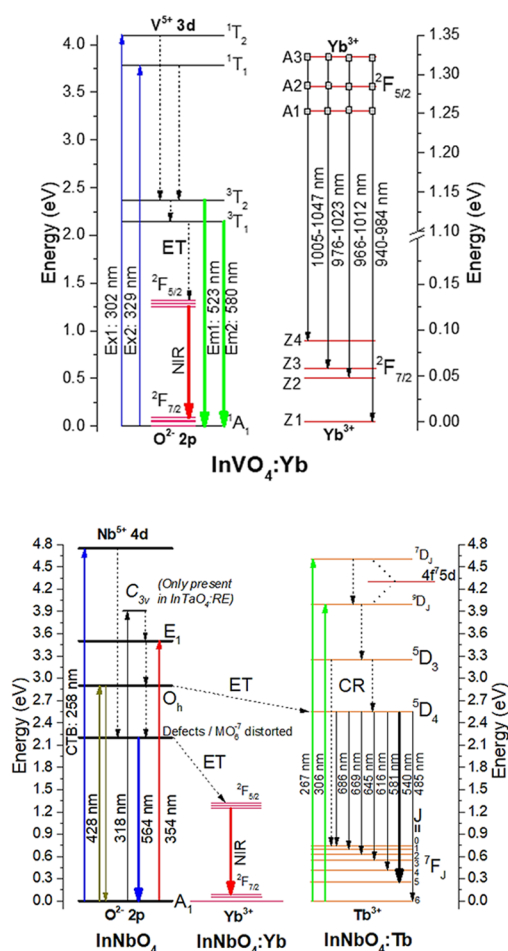 V⁵⁺ 3d
¹T₂
¹T₁
³T₂
³T₁
4.0
3.5
3.0
2.5
2.0
1.5
1.0
0.5
0.0
Energy (eV)
Ex1: 302 nm
Ex2: 329 nm
ET
²F₅/₂
NIR
²F₇/₂
Em1: 523 nm
Em2: 580 nm
¹A₁
O²⁻ 2p
Yb³⁺
A3
A2
A1
²F₅/₂
1005-1047 nm
976-1023 nm
966-1012 nm
940-984 nm
Z4
Z3
Z2
Z1
²F₇/₂
Yb³⁺
1.35
1.30
1.25
1.20
1.15
1.10
0.10
0.05
0.00
Energy (eV)
InVO₄:Yb
Nb⁵⁺ 4d
4.8
4.5
4.2
3.9
3.6
3.3
3.0
2.7
2.4
2.1
1.8
1.5
1.2
0.9
0.6
0.3
0.0
Energy (eV)
C₃ᵥ (Only present
in InTaO₄:RE)
E₁
Oₕ
ET
Defects / MO₆⁻⁷ distorted
ET
CTB: 258 nm
428 nm
318 nm
564 nm
354 nm
A₁
O²⁻ 2p
InNbO₄
²F₅/₂
NIR
²F₇/₂
Yb³⁺
InNbO₄:Yb
⁷D_J
4f⁷5d
⁹D_J
⁵D₃
CR
⁵D₄
267 nm
306 nm
686 nm
669 nm
645 nm
616 nm
581 nm
540 nm
485 nm
J =
0
1
2
3
4
5
6
⁷F_J
Tb³⁺
InNbO₄:Tb
4.8
4.5
4.2
3.9
3.6
3.3
3.0
2.7
2.4
2.1
1.8
1.5
1.2
0.9
0.6
0.3
0.0
Energy (eV)